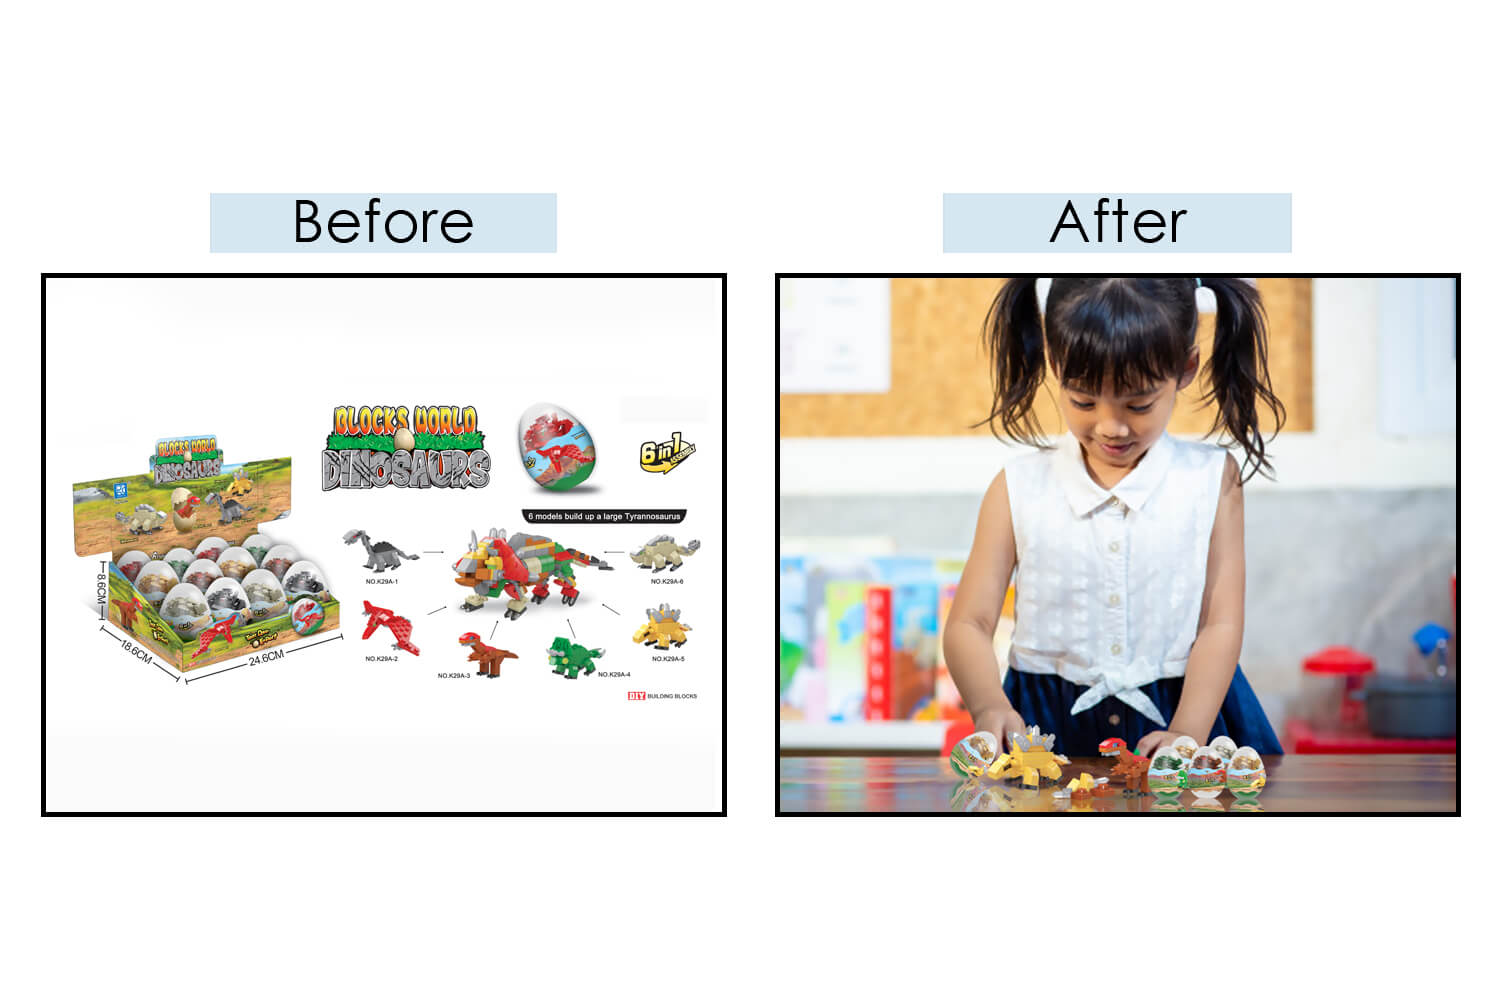 Before
After
BLOCKS WORLD
DINOSAURS
6 in 1
ASSEMBLY
6 models build up a large Tyrannosaurus
BLOCKS WORLD
DINOSAURS
NO.K29A-1
NO.K29A-6
NO.K29A-2
NO.K29A-5
NO.K29A-3
NO.K29A-4
8.6CM
18.6CM
24.6CM
DIY BUILDING BLOCKS